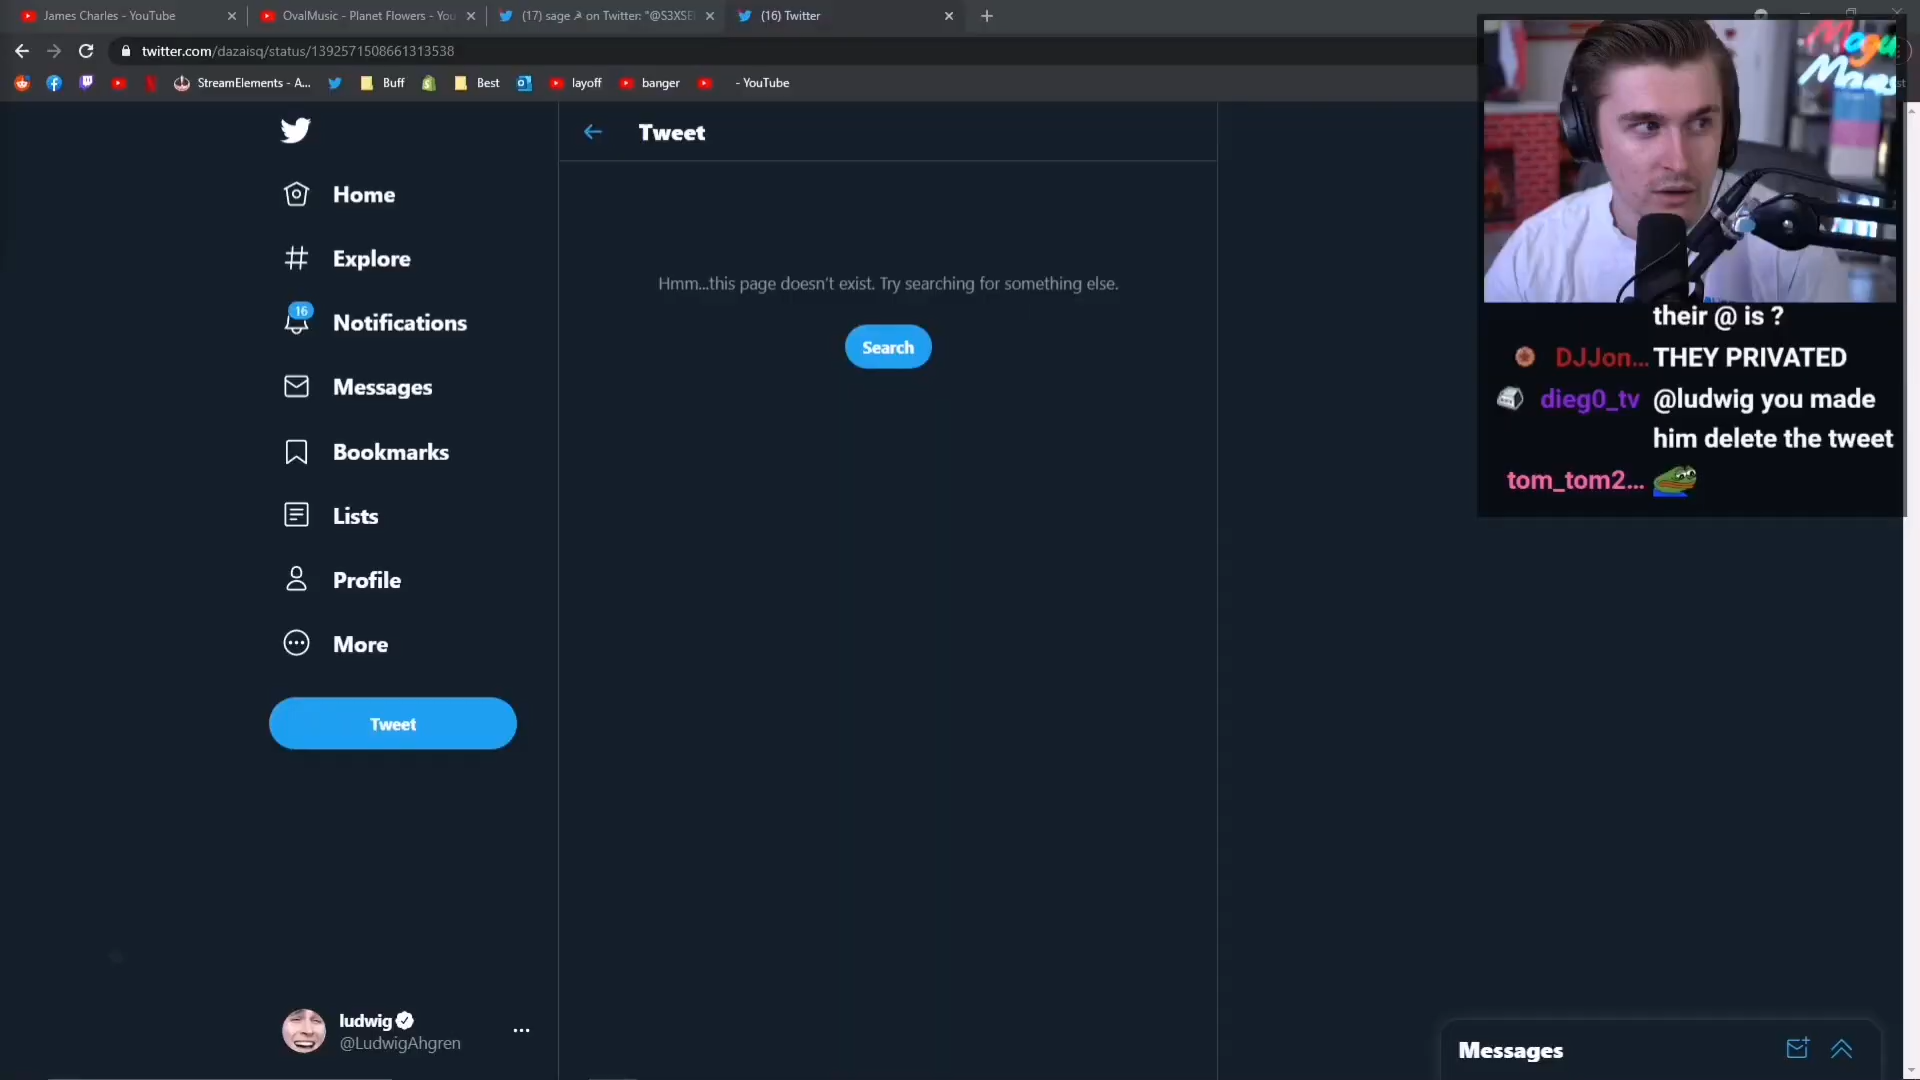 James Charles - YouTube
OvalMusic - Planet Flowers - You
(17) sage on Twitter: "@S3XSE
(16) Twitter
twitter.com/dazaisq/status/1392571508661313538
StreamElements - A...
Buff
Best
layoff
banger
- YouTube
Tweet
Home
Explore
16
Notifications
Messages
Bookmarks
Lists
Profile
More
Tweet
Hmm...this page doesn't exist. Try searching for something else.
Search
their @ is ?
DJJon... THEY PRIVATED
dieg0_tv @ludwig you made
him delete the tweet
tom_tom2...
ludwig
@LudwigAhgren
Messages